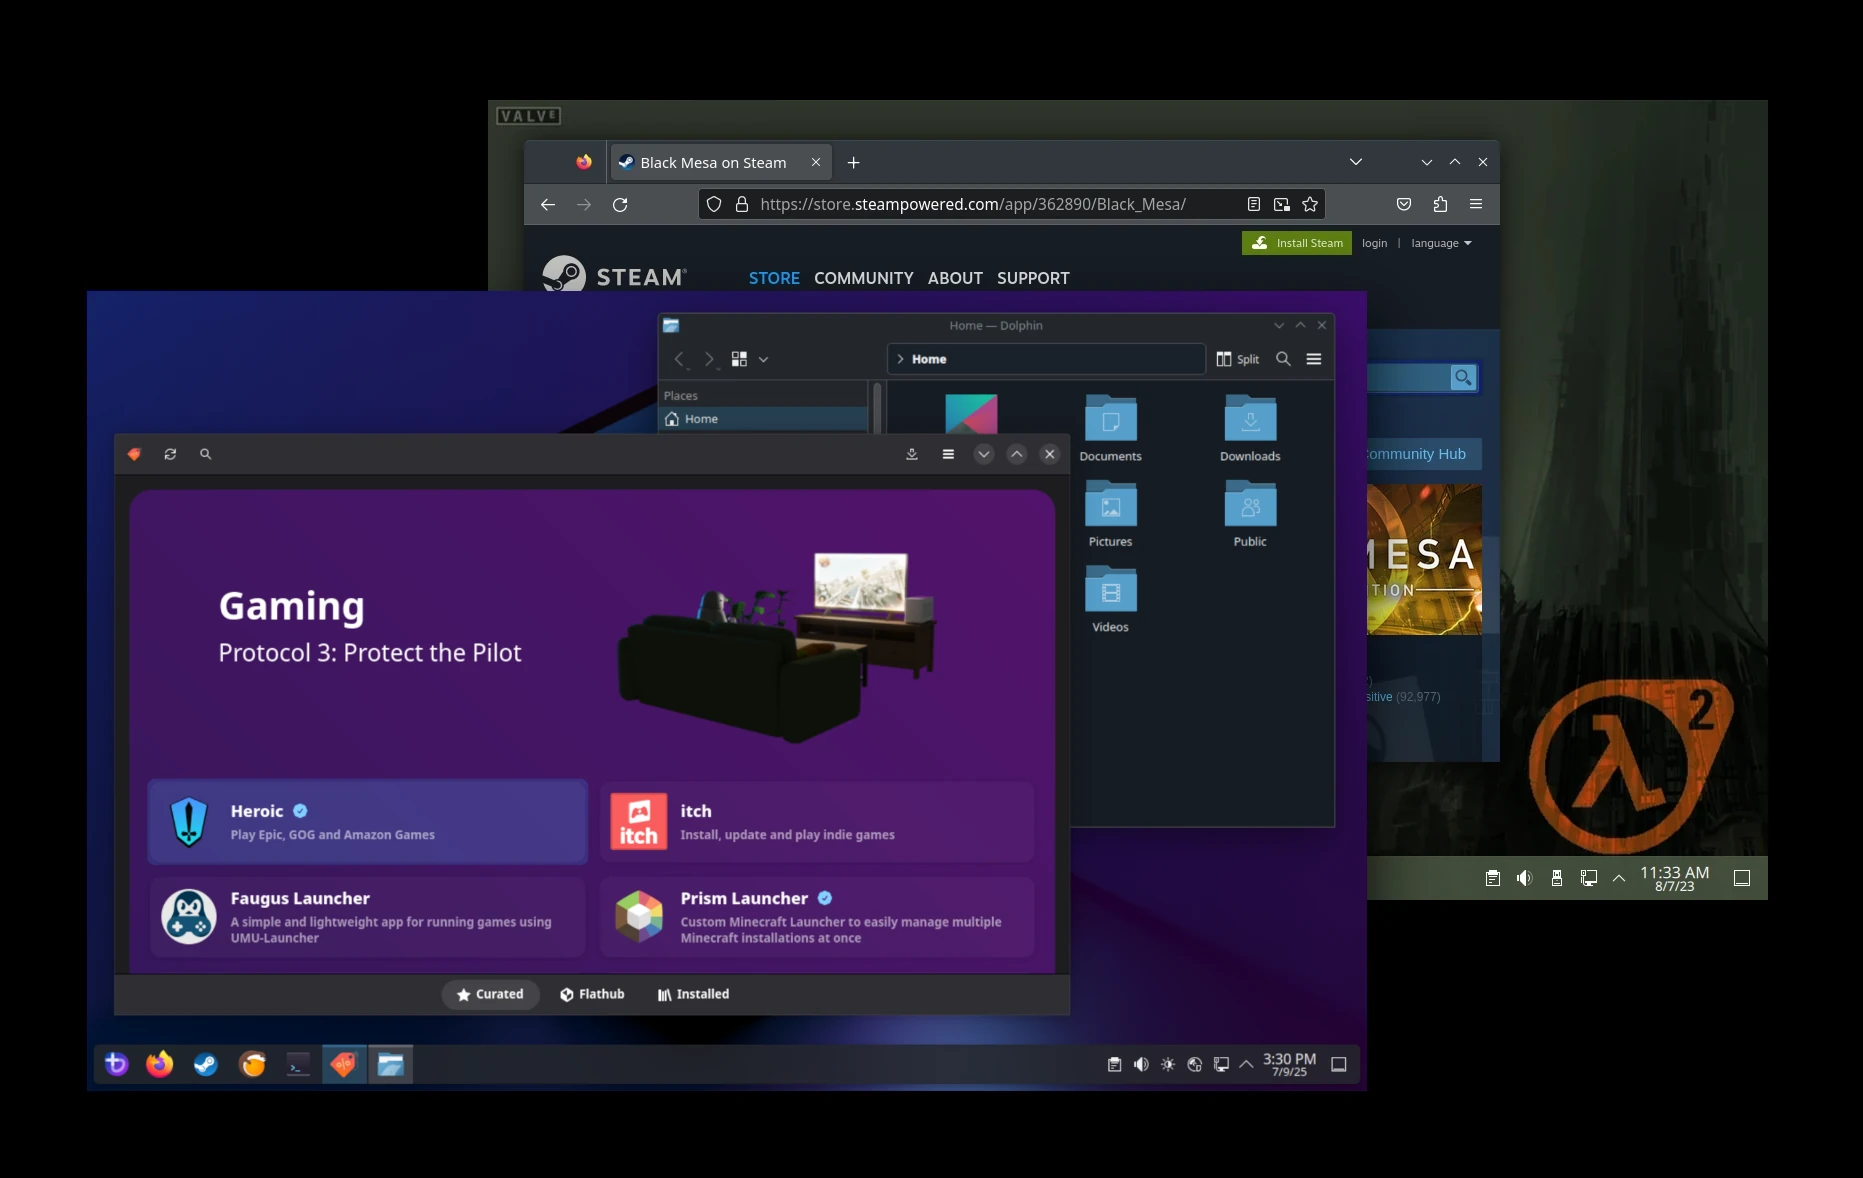 VALVE
Black Mesa on Steam
https://store.steampowered.com/app/362890/Black_Mesa/
Install Steam login | language
STEAM®
STORE COMMUNITY ABOUT SUPPORT
Home — Dolphin
Home
Split
Places
Home
Documents
Downloads
Pictures
Public
Videos
ommunity Hub
MESA
TION
sitive (92,977)
2
11:33 AM
8/7/23
Gaming
Protocol 3: Protect the Pilot
Heroic
Play Epic, GOG and Amazon Games
itch
itch
Install, update and play indie games
Faugus Launcher
A simple and lightweight app for running games using
UMU-Launcher
Prism Launcher
Custom Minecraft Launcher to easily manage multiple
Minecraft installations at once
Curated
Flathub
Installed
3:30 PM
7/9/25